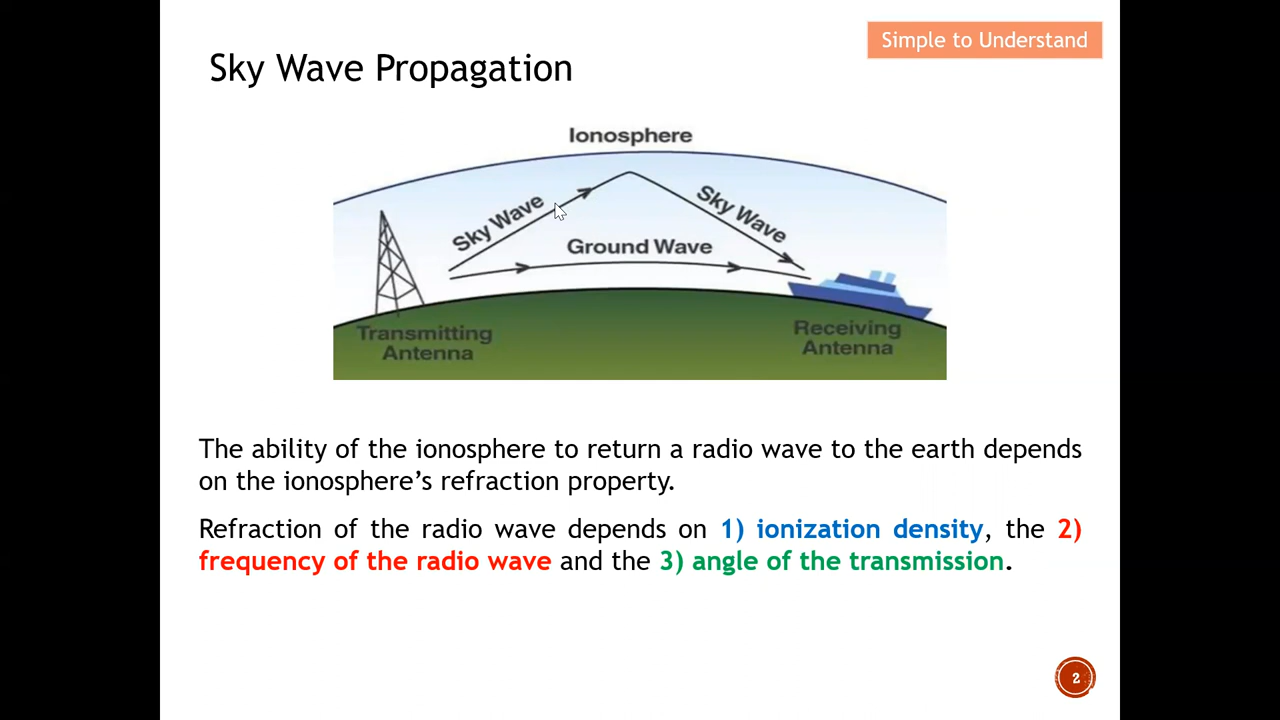 Simple to Understand
Sky Wave Propagation
Ionosphere
Sky Wave
Sky Wave
Ground Wave
Transmitting
Antenna
Receiving
Antenna
The ability of the ionosphere to return a radio wave to the earth depends
on the ionosphere’s refraction property.
Refraction of the radio wave depends on 1) ionization density, the 2)
frequency of the radio wave and the 3) angle of the transmission.
2